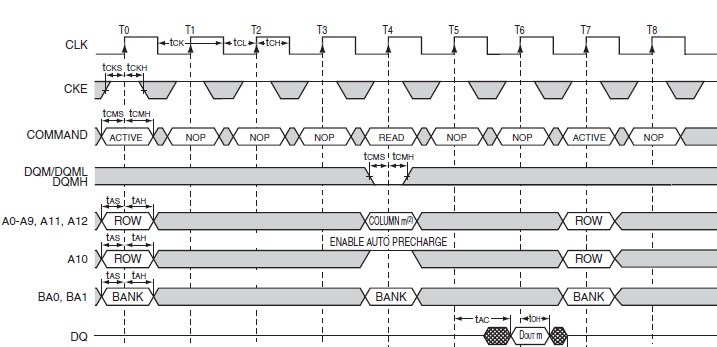 T0 T1 T2 T3 T4 T5 T6 T7 T8
CLK tCK tCL tCH
tCKS tCKH
CKE
tCMS tCMH
COMMAND ACTIVE NOP NOP NOP READ NOP NOP ACTIVE NOP
tCMS tCMH
DQM/DQML
DQMH
tAS tAH
A0-A9, A11, A12 ROW COLUMN m(2) ROW
tAS tAH ENABLE AUTO PRECHARGE
A10 ROW ROW
tAS tAH
BA0, BA1 BANK BANK BANK
tAC tOH
DQ DOUT m